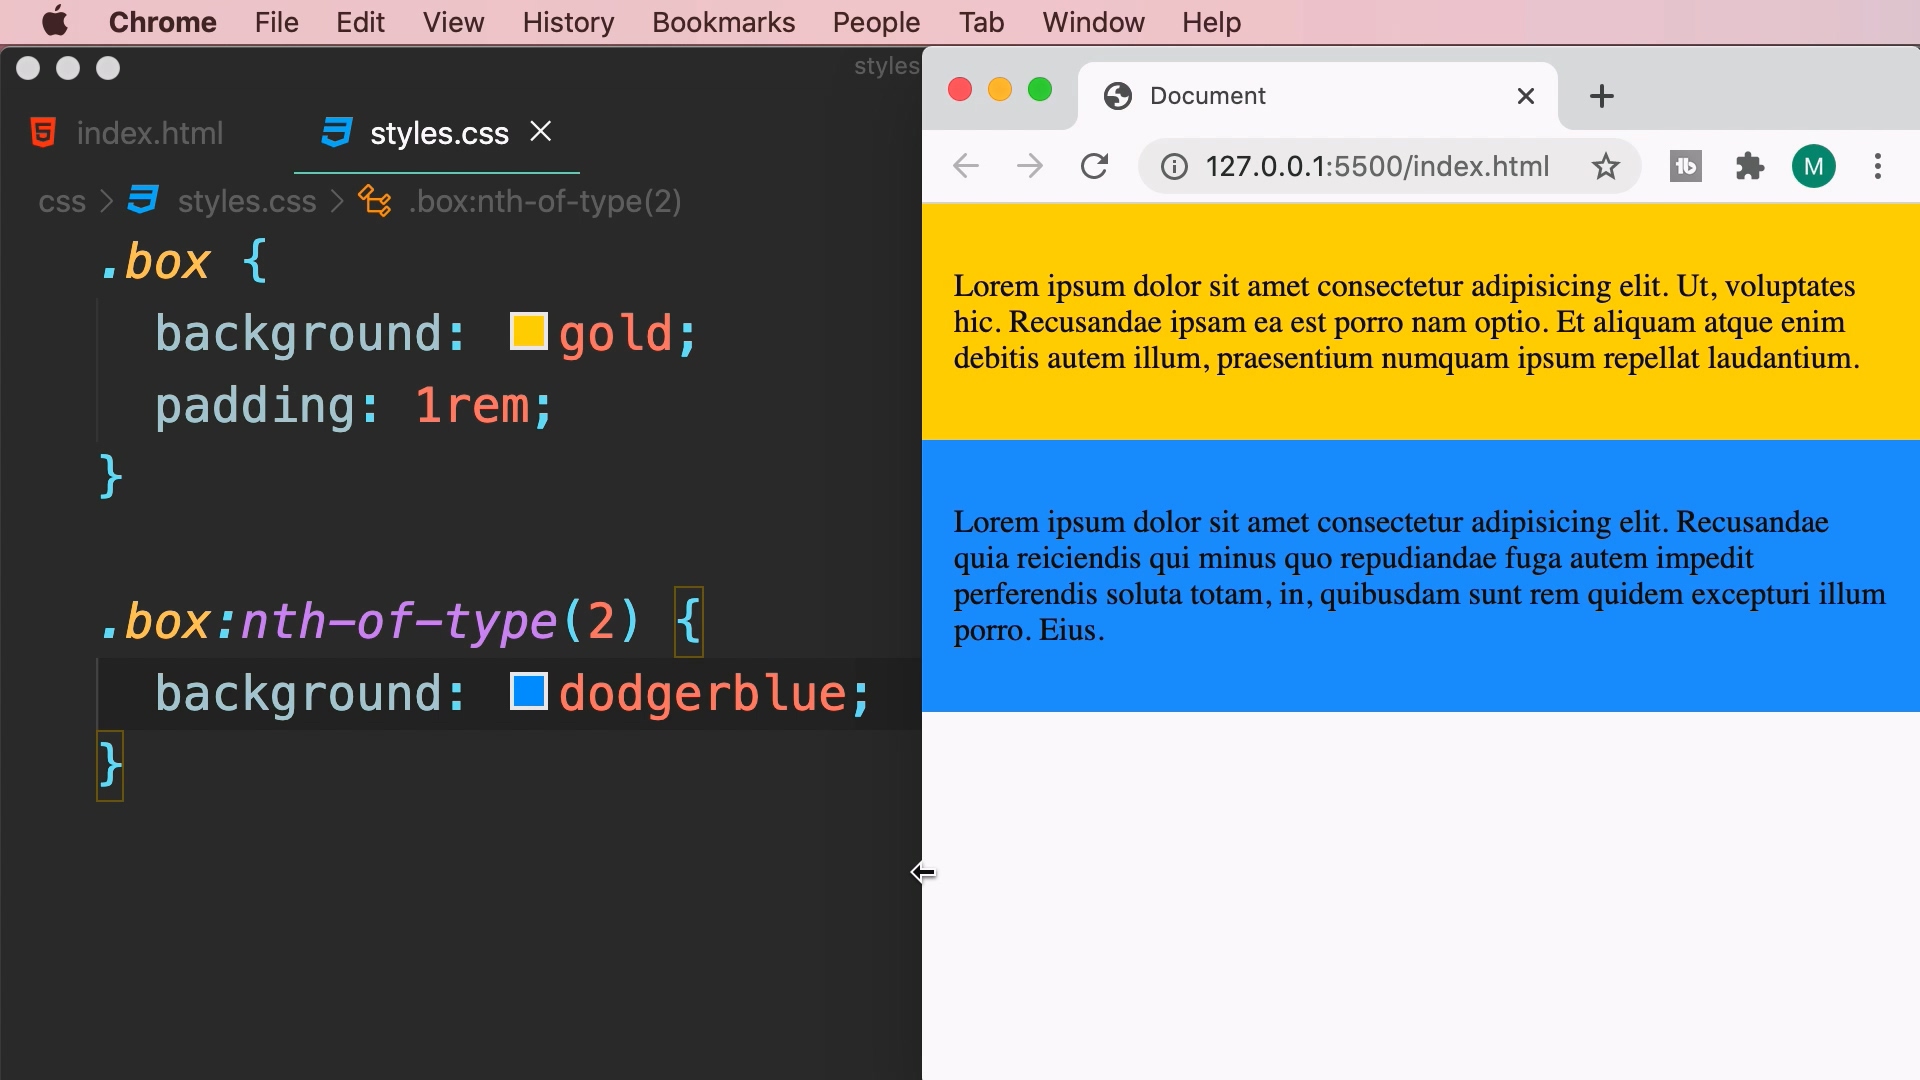 Chrome File Edit View History Bookmarks People Tab Window Help
styles
index.html styles.css
css > styles.css > .box:nth-of-type(2)
.box {
background: gold;
padding: 1rem;
}
.box:nth-of-type(2) {
background: dodgerblue;
}
Document
127.0.0.1:5500/index.html
M
Lorem ipsum dolor sit amet consectetur adipisicing elit. Ut, voluptates
hic. Recusandae ipsam ea est porro nam optio. Et aliquam atque enim
debitis autem illum, praesentium numquam ipsum repellat laudantium.
Lorem ipsum dolor sit amet consectetur adipisicing elit. Recusandae
quia reiciendis qui minus quo repudiandae fuga autem impedit
perferendis soluta totam, in, quibusdam sunt rem quidem excepturi illum
porro. Eius.